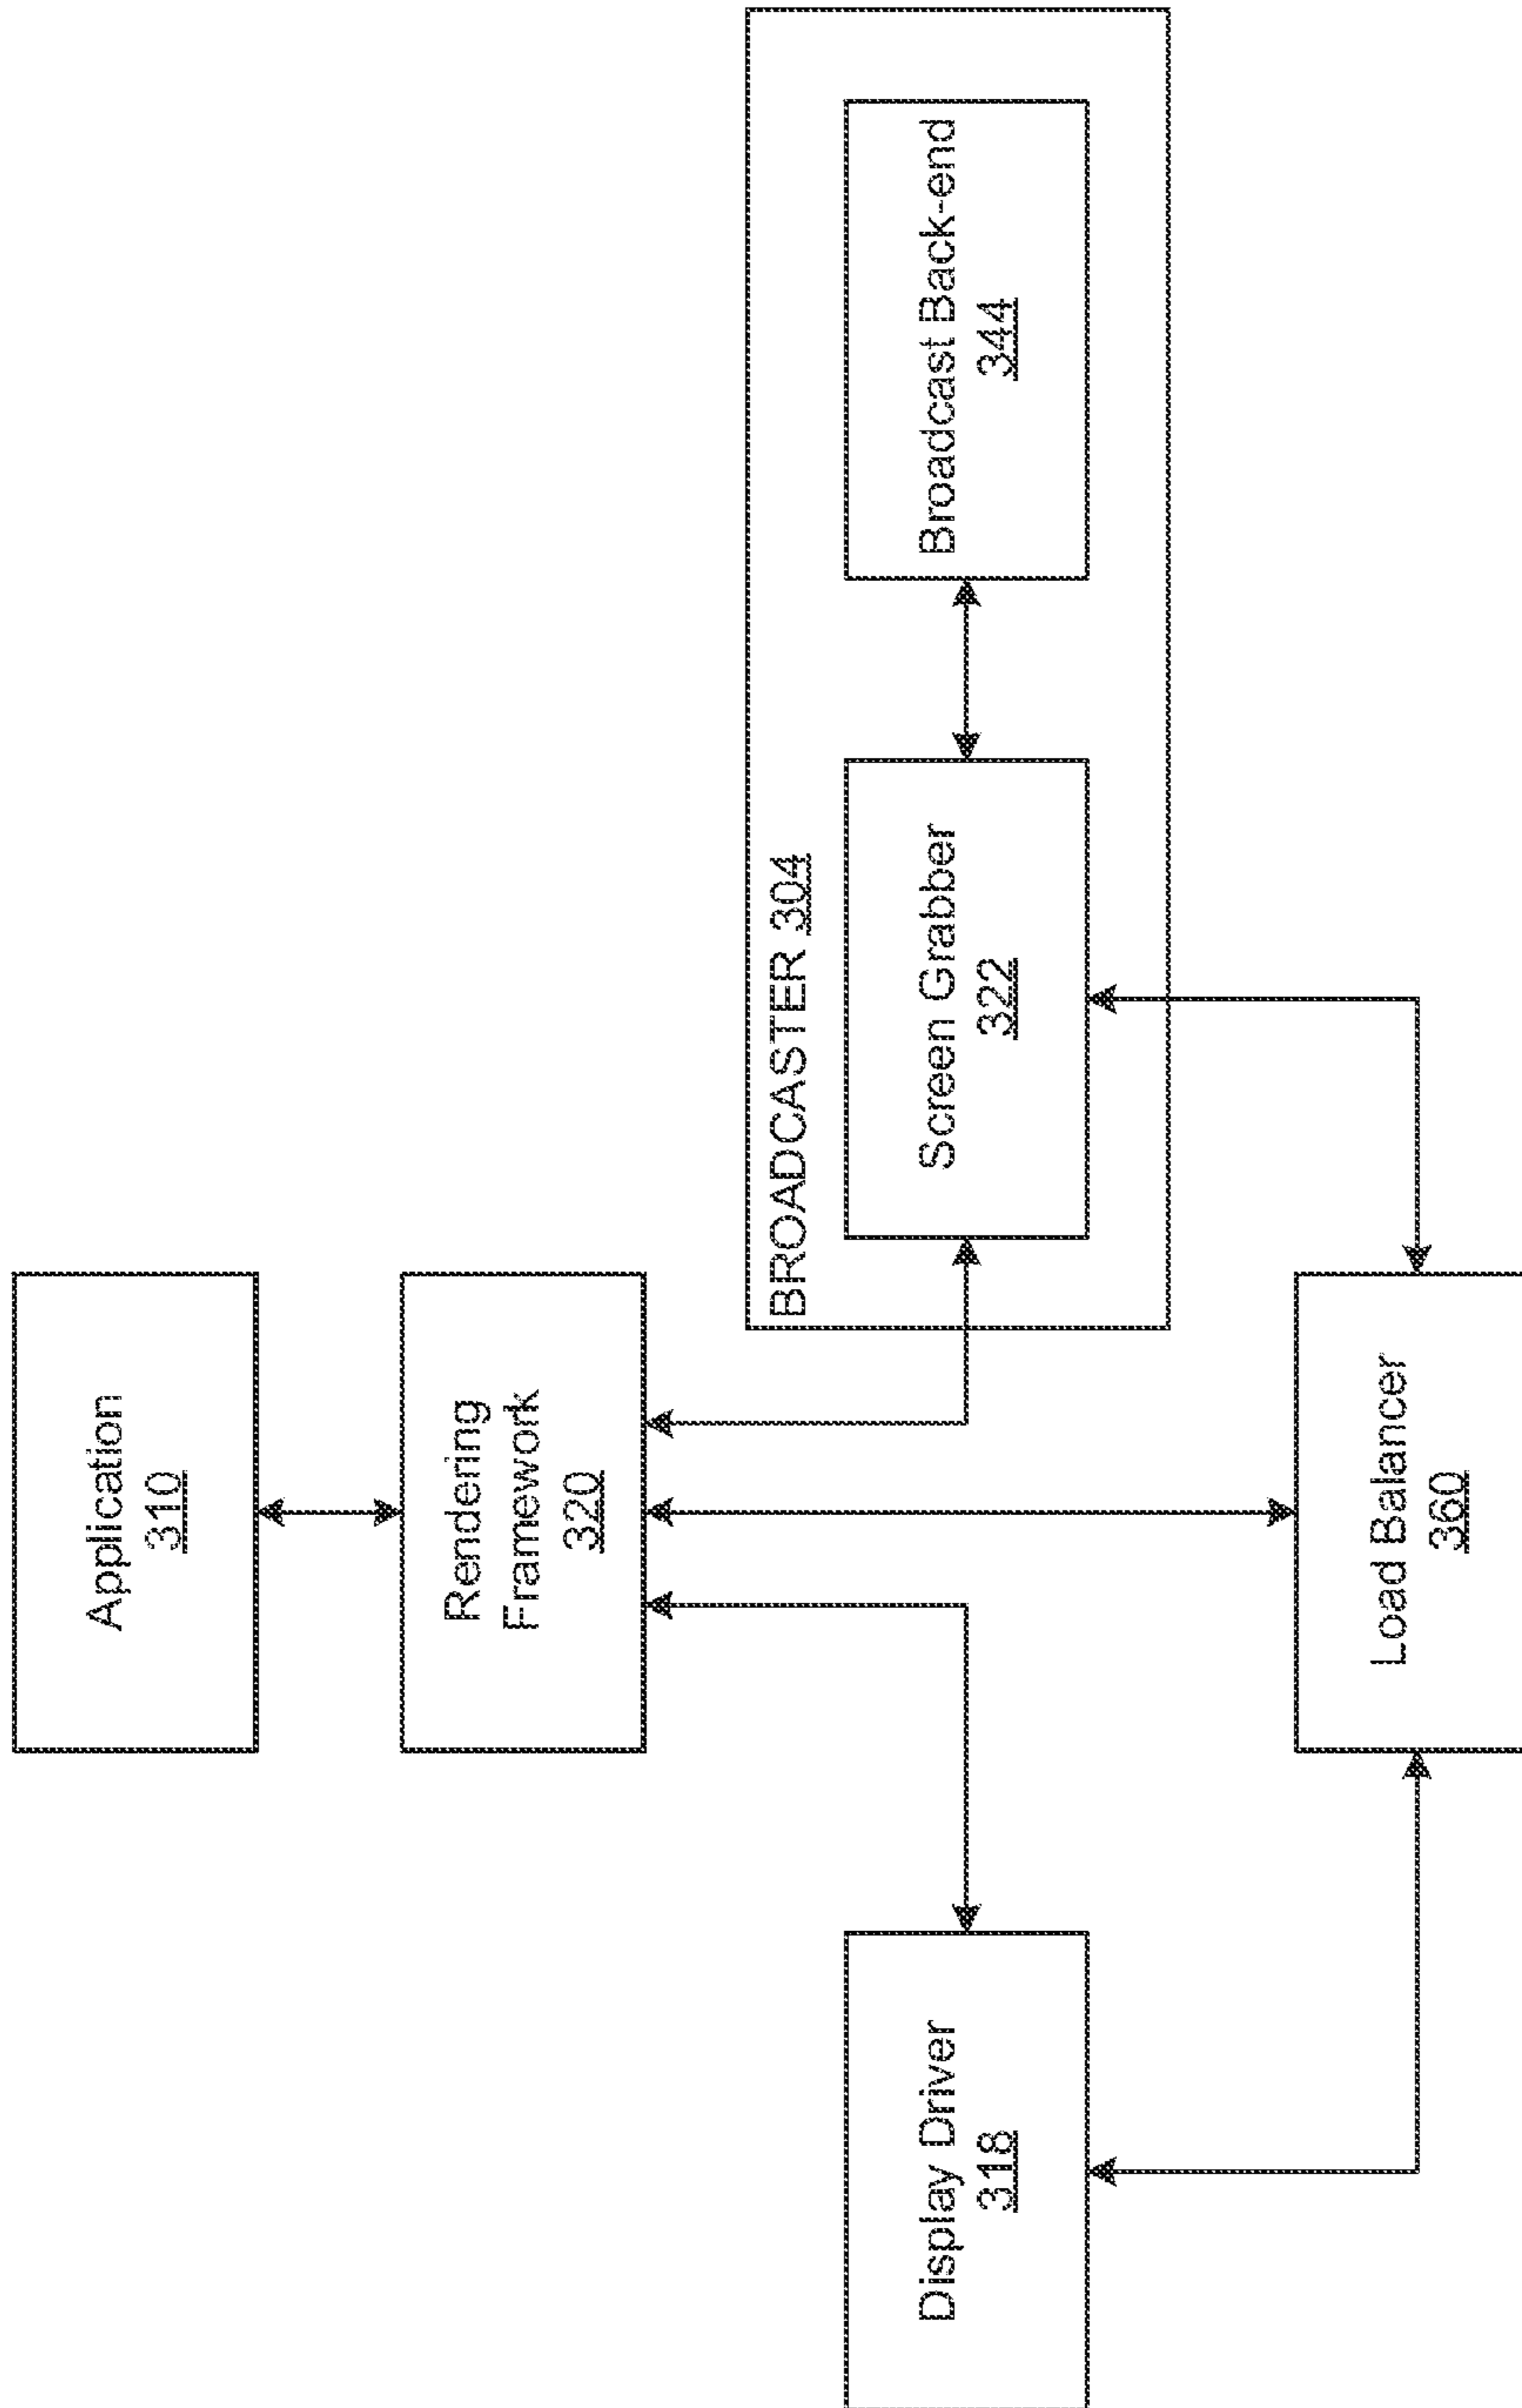 Application
310
Rendering
Framework
320
BROADCASTER 304
Display Driver
318
Screen Grabber
322
Broadcast Back-end
344
Load Balancer
360